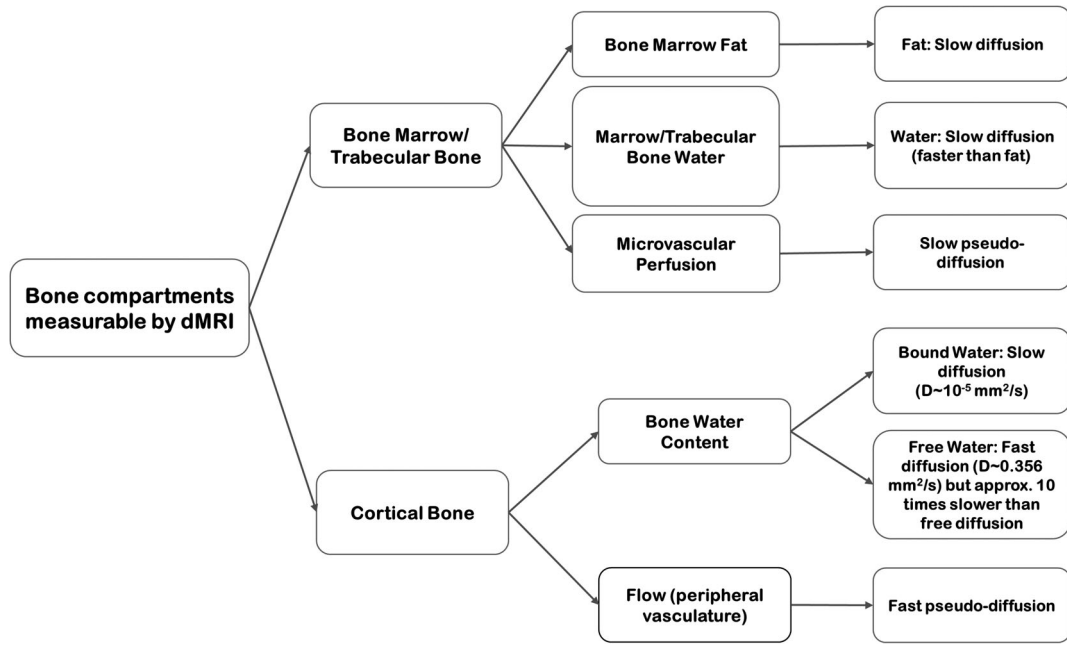 Bone compartments
measurable by dMRI
Bone Marrow/
Trabecular Bone
Bone Marrow Fat
Fat: Slow diffusion
Marrow/Trabecular
Bone Water
Water: Slow diffusion
(faster than fat)
Microvascular
Perfusion
Slow pseudo-
diffusion
Cortical Bone
Bone Water
Content
Bound Water: Slow
diffusion
(D~10⁻⁵ mm²/s)
Free Water: Fast
diffusion (D~0.356
mm²/s) but approx. 10
times slower than
free diffusion
Flow (peripheral
vasculature)
Fast pseudo-diffusion